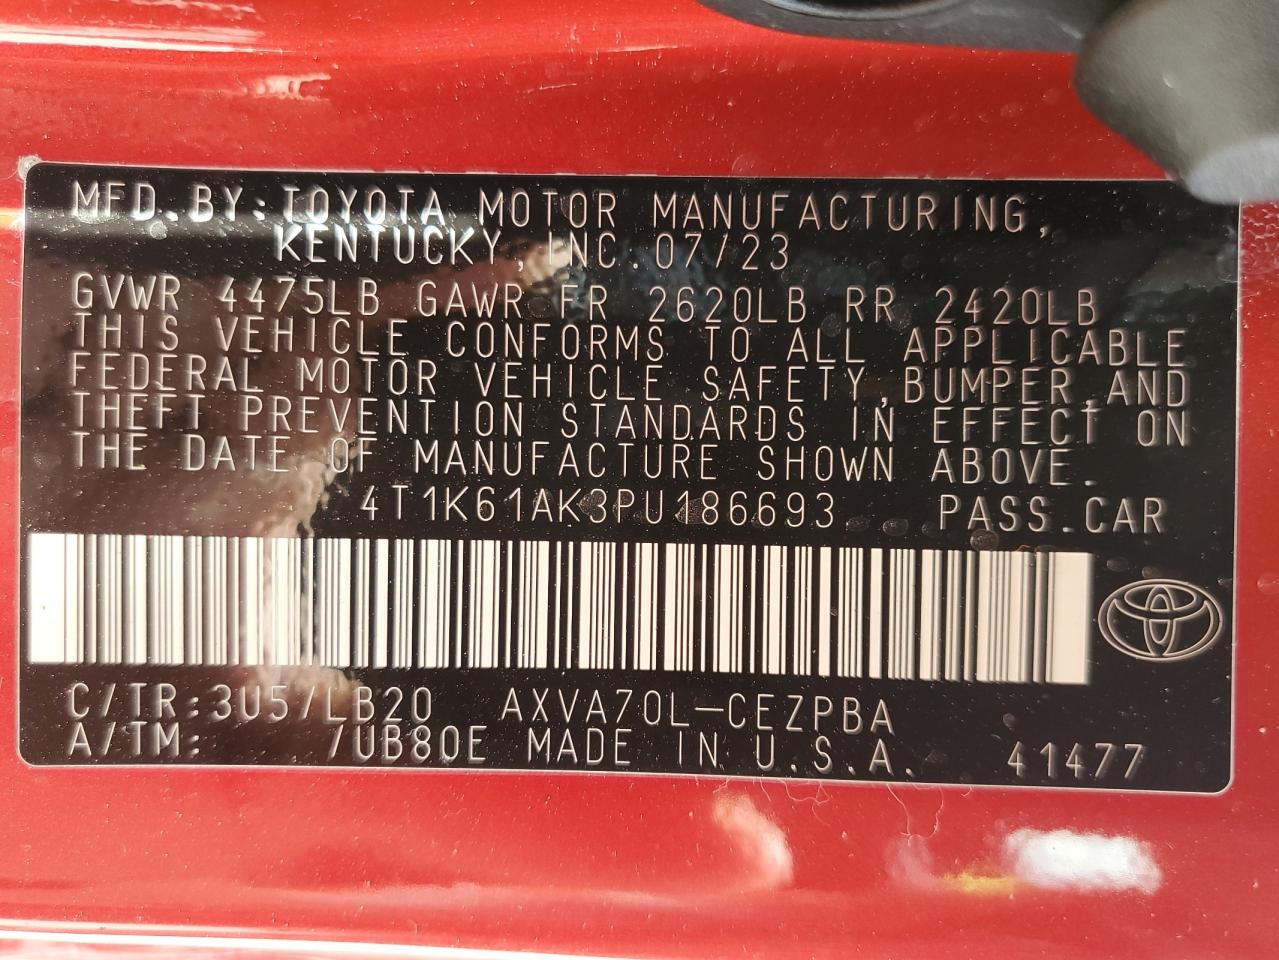 MFD.BY:TOYOTA MOTOR MANUFACTURING,
KENTUCKY,INC.07/23
GVWR 4475LB GAWR FR 2620LB RR 2420LB
THIS VEHICLE CONFORMS TO ALL APPLICABLE
FEDERAL MOTOR VEHICLE SAFETY,BUMPER,AND
THEFT PREVENTION STANDARDS IN EFFECT ON
THE DATE OF MANUFACTURE SHOWN ABOVE.
4T1K61AK3PU186693 PASS.CAR
C/TR:3U5/LB20 AXVA70L-CEZPBA
A/TM: /UB80E MADE IN U.S.A. 41477